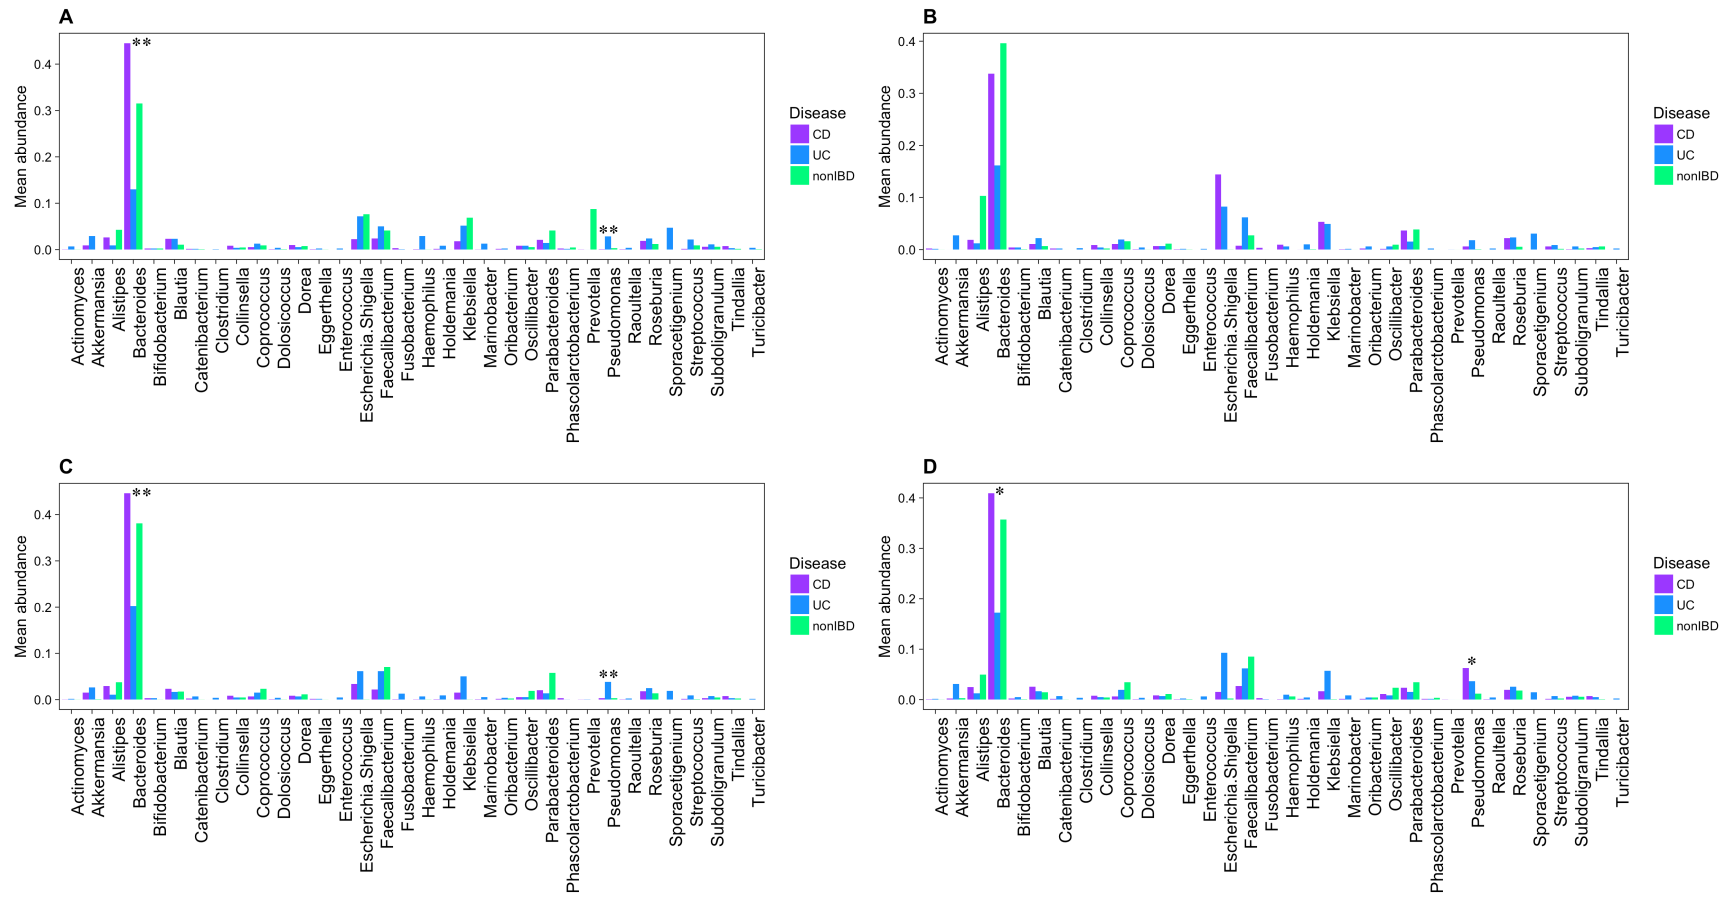 A
Mean abundance
0.4
0.3
0.2
0.1
0.0
**
**
Actinomyces
Akkermansia
Alistipes
Bacteroides
Bifidobacterium
Blautia
Catenibacterium
Clostridium
Collinsella
Coprococcus
Dolosicoccus
Dorea
Eggerthella
Enterococcus
Escherichia.Shigella
Faecalibacterium
Fusobacterium
Haemophilus
Holdemania
Klebsiella
Marinobacter
Oribacterium
Oscillibacter
Parabacteroides
Phascolarctobacterium
Prevotella
Pseudomonas
Raoultella
Roseburia
Sporacetigenium
Streptococcus
Subdoligranulum
Tindallia
Turicibacter
Disease
CD
UC
nonIBD
B
Mean abundance
0.4
0.3
0.2
0.1
0.0
Actinomyces
Akkermansia
Alistipes
Bacteroides
Bifidobacterium
Blautia
Catenibacterium
Clostridium
Collinsella
Coprococcus
Dolosicoccus
Dorea
Eggerthella
Enterococcus
Escherichia.Shigella
Faecalibacterium
Fusobacterium
Haemophilus
Holdemania
Klebsiella
Marinobacter
Oribacterium
Oscillibacter
Parabacteroides
Phascolarctobacterium
Prevotella
Pseudomonas
Raoultella
Roseburia
Sporacetigenium
Streptococcus
Subdoligranulum
Tindallia
Turicibacter
Disease
CD
UC
nonIBD
C
Mean abundance
0.4
0.3
0.2
0.1
0.0
**
**
Actinomyces
Akkermansia
Alistipes
Bacteroides
Bifidobacterium
Blautia
Catenibacterium
Clostridium
Collinsella
Coprococcus
Dolosicoccus
Dorea
Eggerthella
Enterococcus
Escherichia.Shigella
Faecalibacterium
Fusobacterium
Haemophilus
Holdemania
Klebsiella
Marinobacter
Oribacterium
Oscillibacter
Parabacteroides
Phascolarctobacterium
Prevotella
Pseudomonas
Raoultella
Roseburia
Sporacetigenium
Streptococcus
Subdoligranulum
Tindallia
Turicibacter
Disease
CD
UC
nonIBD
D
Mean abundance
0.4
0.3
0.2
0.1
0.0
*
*
Actinomyces
Akkermansia
Alistipes
Bacteroides
Bifidobacterium
Blautia
Catenibacterium
Clostridium
Collinsella
Coprococcus
Dolosicoccus
Dorea
Eggerthella
Enterococcus
Escherichia.Shigella
Faecalibacterium
Fusobacterium
Haemophilus
Holdemania
Klebsiella
Marinobacter
Oribacterium
Oscillibacter
Parabacteroides
Phascolarctobacterium
Prevotella
Pseudomonas
Raoultella
Roseburia
Sporacetigenium
Streptococcus
Subdoligranulum
Tindallia
Turicibacter
Disease
CD
UC
nonIBD